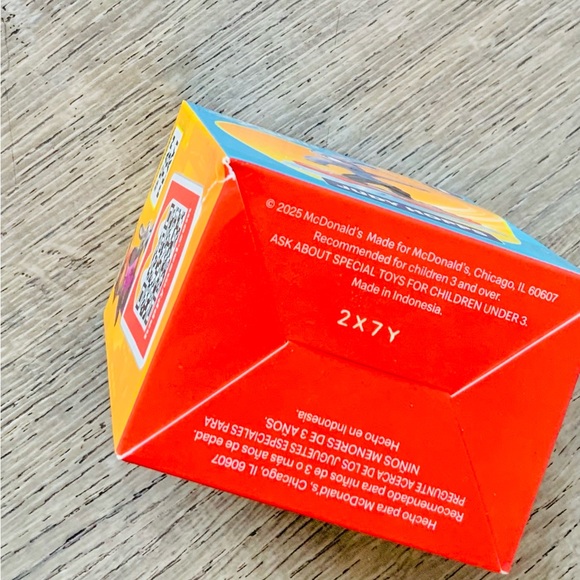 © 2025 McDonald's Made for McDonald's, Chicago, IL 60607
Recommended for children 3 and over.
ASK ABOUT SPECIAL TOYS FOR CHILDREN UNDER 3.
Made in Indonesia.
2X7Y
Hecho para McDonald's, Chicago, IL 60607
Recomendado para niños de 3 o más años de edad.
PREGUNTE ACERCA DE LOS JUGUETES ESPECIALES PARA
NIÑOS MENORES DE 3 AÑOS.
Hecho en Indonesia.